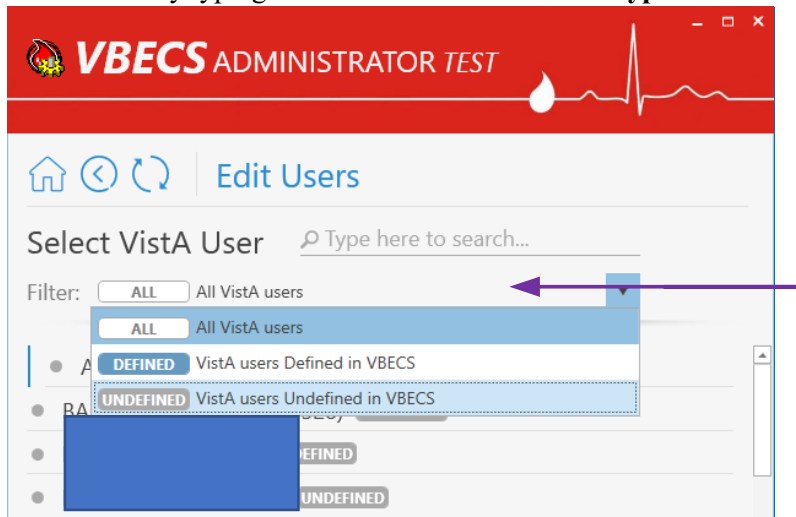 VBECS ADMINISTRATOR TEST
Edit Users
Select VistA User Type here to search...
Filter: ALL All VistA users
ALL All VistA users
DEFINED VistA users Defined in VBECS
UNDEFINED VistA users Undefined in VBECS
BA
UNDEFINED